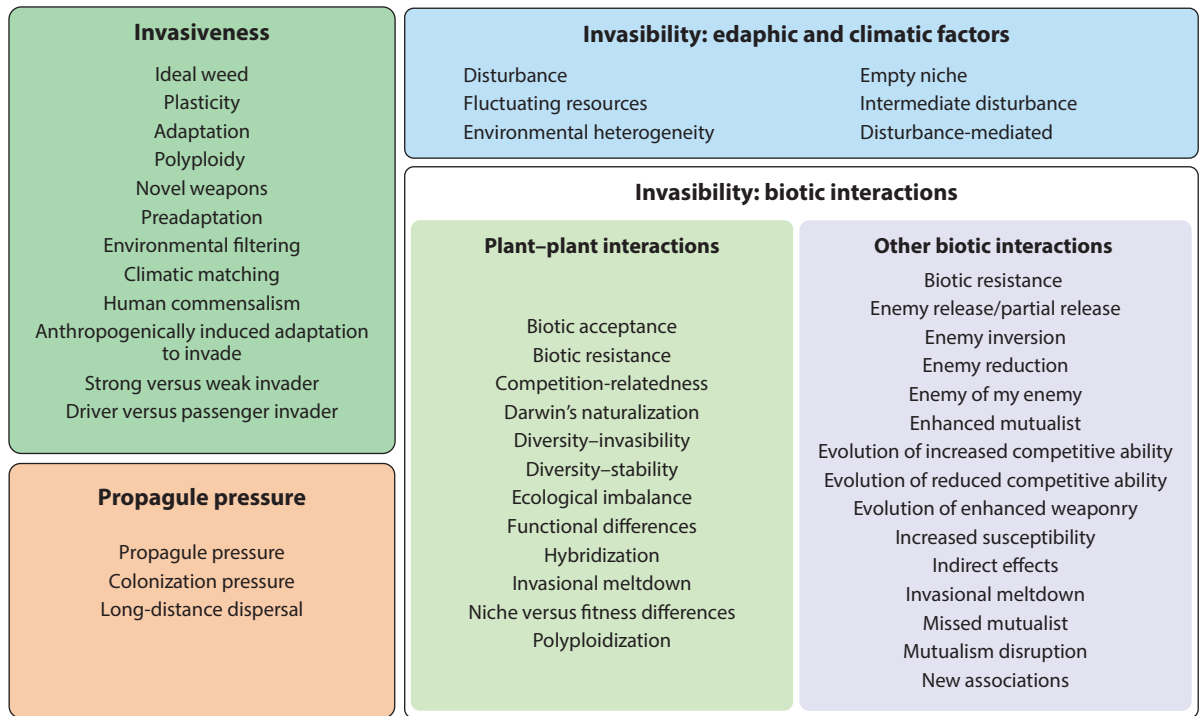 Invasiveness
Ideal weed
Plasticity
Adaptation
Polyploidy
Novel weapons
Preadaptation
Environmental filtering
Climatic matching
Human commensalism
Anthropogenically induced adaptation
to invade
Strong versus weak invader
Driver versus passenger invader
Propagule pressure
Propagule pressure
Colonization pressure
Long-distance dispersal
Invasibility: edaphic and climatic factors
Disturbance
Fluctuating resources
Environmental heterogeneity
Empty niche
Intermediate disturbance
Disturbance-mediated
Invasibility: biotic interactions
Plant–plant interactions
Biotic acceptance
Biotic resistance
Competition-relatedness
Darwin's naturalization
Diversity–invasibility
Diversity–stability
Ecological imbalance
Functional differences
Hybridization
Invasional meltdown
Niche versus fitness differences
Polyploidization
Other biotic interactions
Biotic resistance
Enemy release/partial release
Enemy inversion
Enemy reduction
Enemy of my enemy
Enhanced mutualist
Evolution of increased competitive ability
Evolution of reduced competitive ability
Evolution of enhanced weaponry
Increased susceptibility
Indirect effects
Invasional meltdown
Missed mutualist
Mutualism disruption
New associations